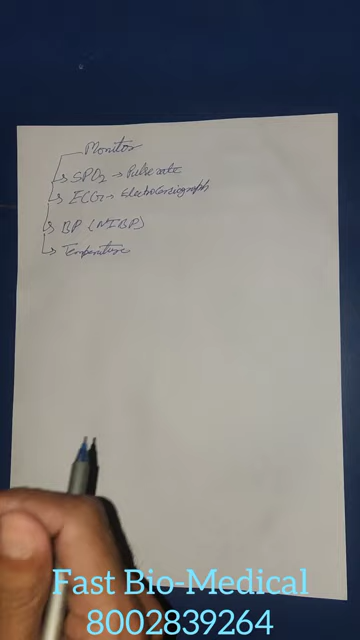 Monitor
→ SPO2 → Pulse rate
→ ECG → Electrocardiograph
→ BP (NIBP)
→ Temperature
Fast Bio-Medical
8002839264